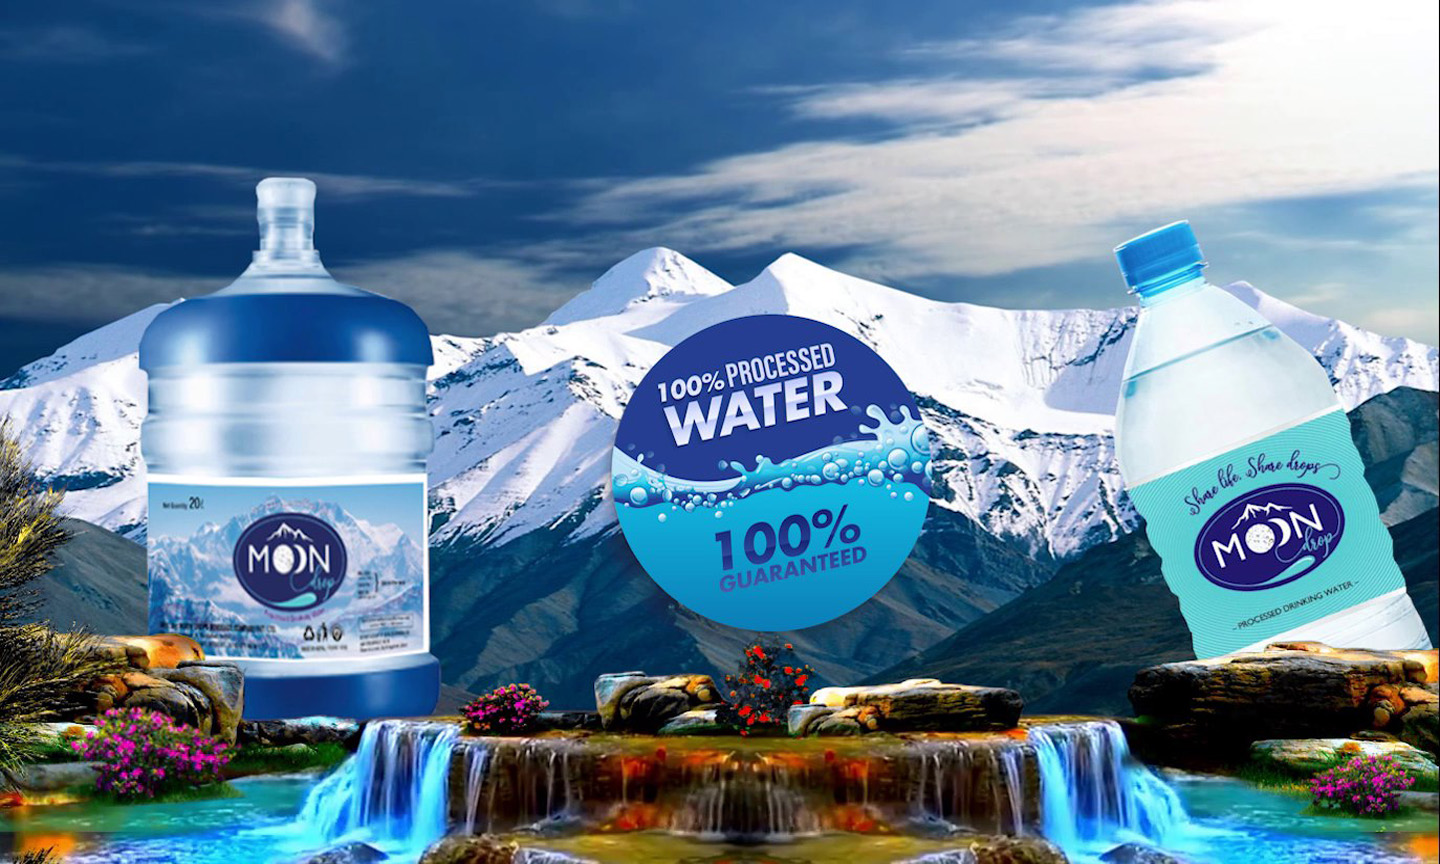 Net Quantity 20ℓ
MOON
drop
100% PROCESSED
WATER
100%
GUARANTEED
Share life, Share drops
MOON
drop
– PROCESSED DRINKING WATER –